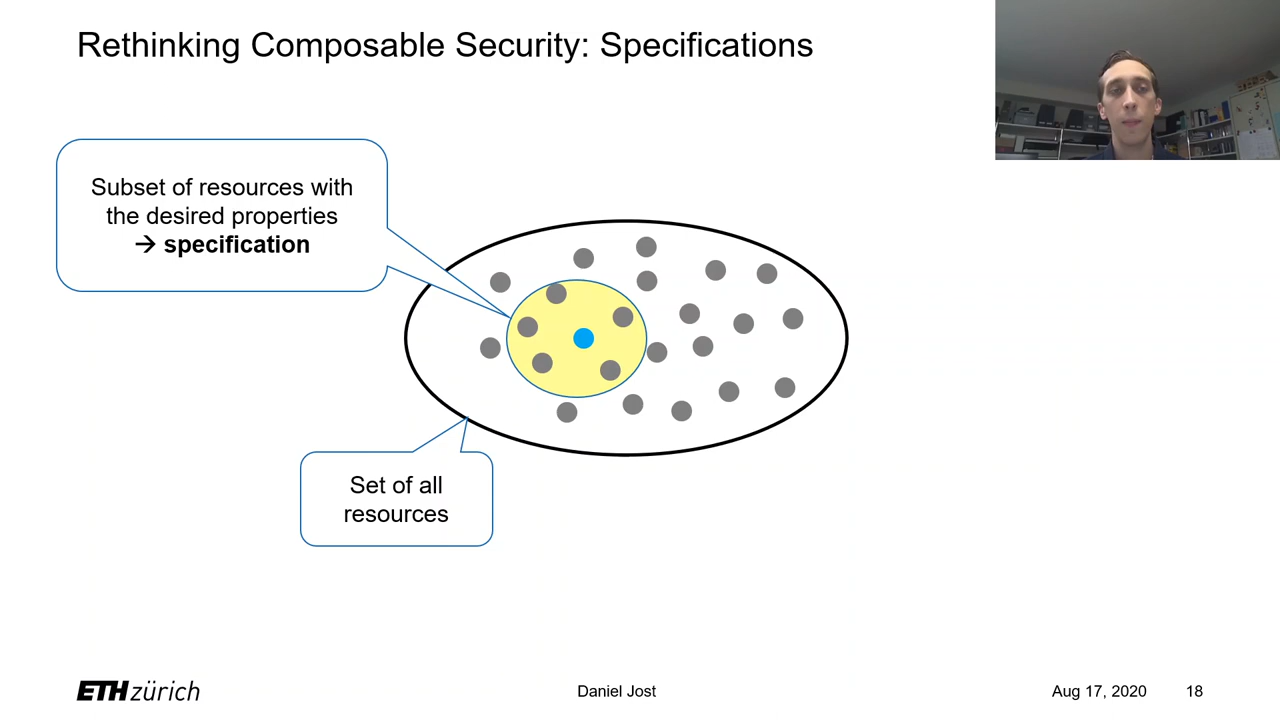 Rethinking Composable Security: Specifications
Subset of resources with
the desired properties
→ specification
Set of all
resources
ETH zürich
Daniel Jost
Aug 17, 2020
18